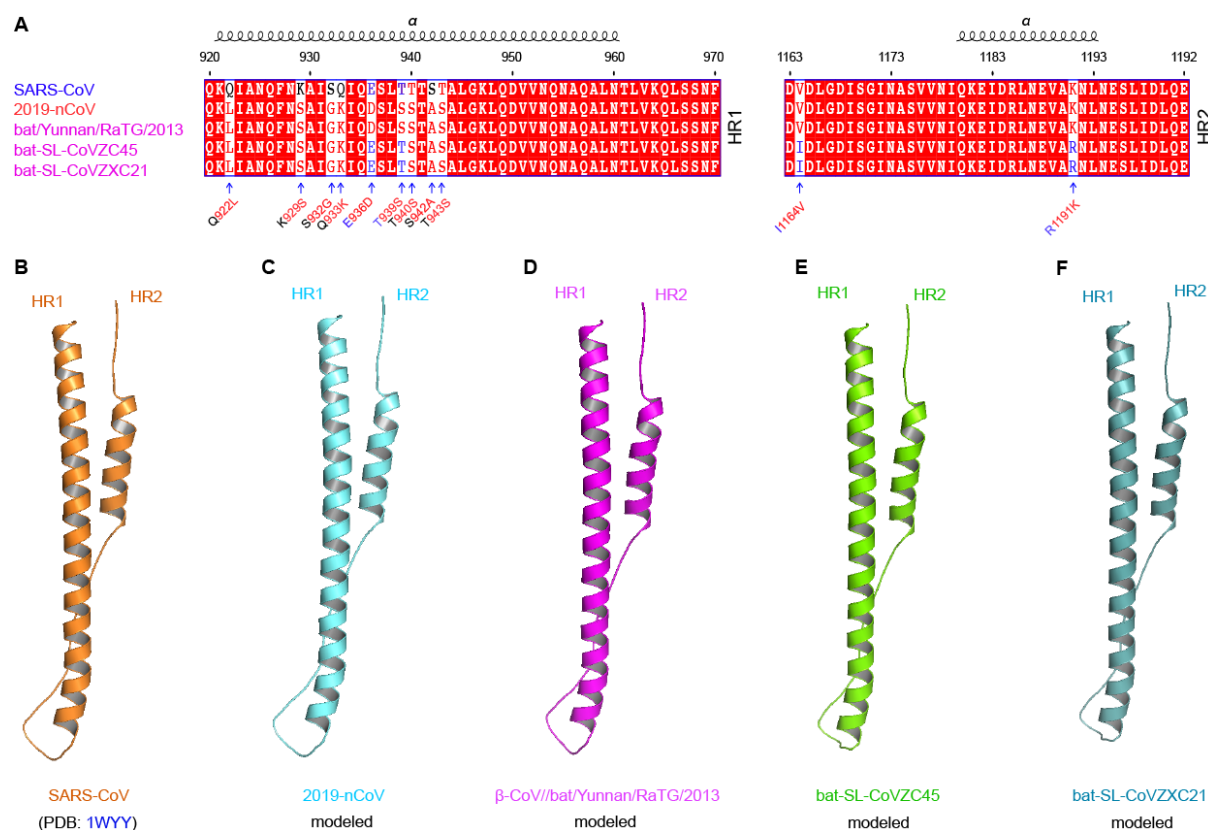 A
α α
920 930 940 950 960 970 1163 1173 1183 1193 1192
SARS-CoV QKQIANQFNKAISQIQESLTTTSTALGKLQDVVNQNAQALNTLVKQLSSNF DVDLGDISGINASVVNIQKEIDRLNEVAKNLNESLIDLQE
2019-nCoV QKLIANQFNSAIGKIQDSLSSTASALGKLQDVVNQNAQALNTLVKQLSSNF DVDLGDISGINASVVNIQKEIDRLNEVAKNLNESLIDLQE
bat/Yunnan/RaTG/2013 QKLIANQFNSAIGKIQDSLSSTASALGKLQDVVNQNAQALNTLVKQLSSNF DVDLGDISGINASVVNIQKEIDRLNEVAKNLNESLIDLQE
bat-SL-CoVZC45 QKLIANQFNSAIGKIQESLTSTASALGKLQDVVNQNAQALNTLVKQLSSNF DIDLGDISGINASVVNIQKEIDRLNEVARNLNESLIDLQE
bat-SL-CoVZXC21 QKLIANQFNSAIGKIQESLTSTASALGKLQDVVNQNAQALNTLVKQLSSNF DIDLGDISGINASVVNIQKEIDRLNEVARNLNESLIDLQE
HR1 HR2
Q922L K929S S932G Q933K E936D T939S T940S S942A T943S I1164V R1191K
B C D E F
HR1 HR2 HR1 HR2 HR1 HR2 HR1 HR2 HR1 HR2
SARS-CoV 2019-nCoV β-CoV//bat/Yunnan/RaTG/2013 bat-SL-CoVZC45 bat-SL-CoVZXC21
(PDB: 1WYY) modeled modeled modeled modeled